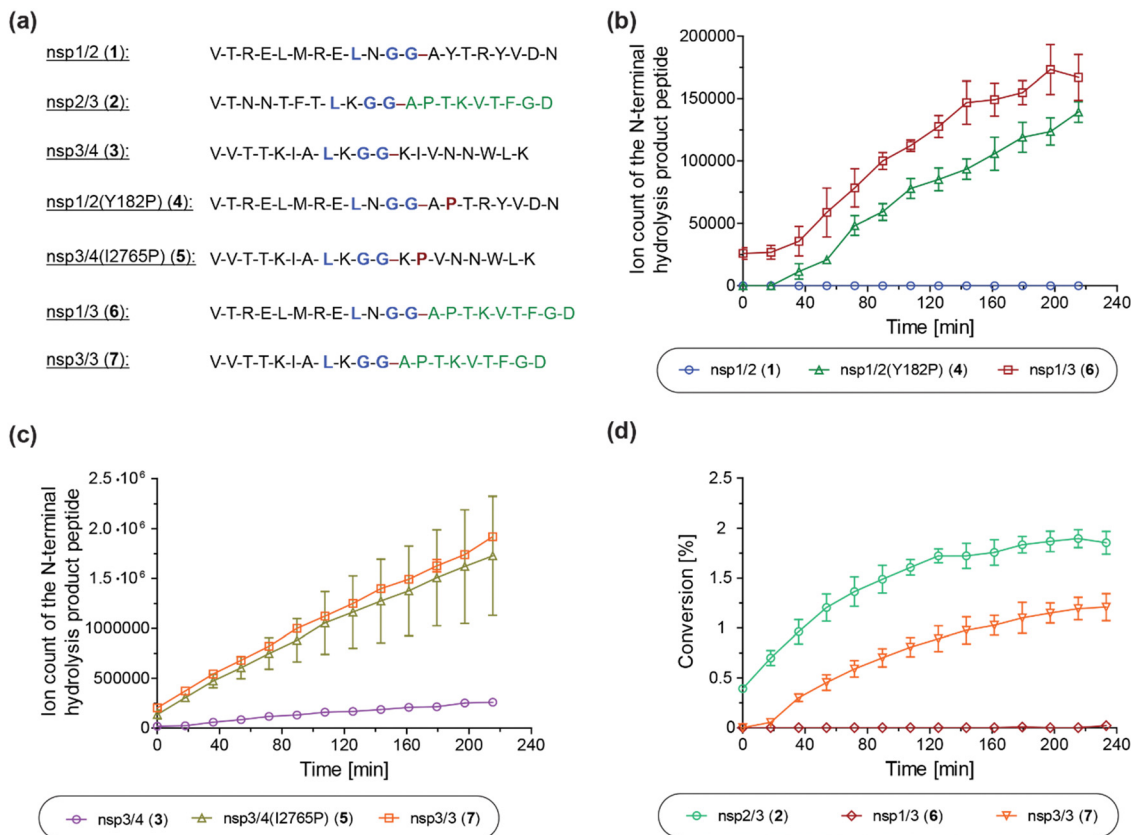 (a)
nsp1/2 (1): V-T-R-E-L-M-R-E-L-N-G-G-A-Y-T-R-Y-V-D-N
nsp2/3 (2): V-T-N-N-T-F-T-L-K-G-G-A-P-T-K-V-T-F-G-D
nsp3/4 (3): V-V-T-T-K-I-A-L-K-G-G-K-I-V-N-N-W-L-K
nsp1/2(Y182P) (4): V-T-R-E-L-M-R-E-L-N-G-G-A-P-T-R-Y-V-D-N
nsp3/4(I2765P) (5): V-V-T-T-K-I-A-L-K-G-G-K-P-V-N-N-W-L-K
nsp1/3 (6): V-T-R-E-L-M-R-E-L-N-G-G-A-P-T-K-V-T-F-G-D
nsp3/3 (7): V-V-T-T-K-I-A-L-K-G-G-A-P-T-K-V-T-F-G-D
(b)
Ion count of the N-terminal
hydrolysis product peptide
200000
150000
100000
50000
0
0 40 80 120 160 200 240
Time [min]
nsp1/2 (1) nsp1/2(Y182P) (4) nsp1/3 (6)
(c)
Ion count of the N-terminal
hydrolysis product peptide
2.5·10⁶
2.0·10⁶
1.5·10⁶
1000000
500000
0
0 40 80 120 160 200 240
Time [min]
nsp3/4 (3) nsp3/4(I2765P) (5) nsp3/3 (7)
(d)
Conversion [%]
2.5
2
1.5
1
0.5
0
0 40 80 120 160 200 240
Time [min]
nsp2/3 (2) nsp1/3 (6) nsp3/3 (7)